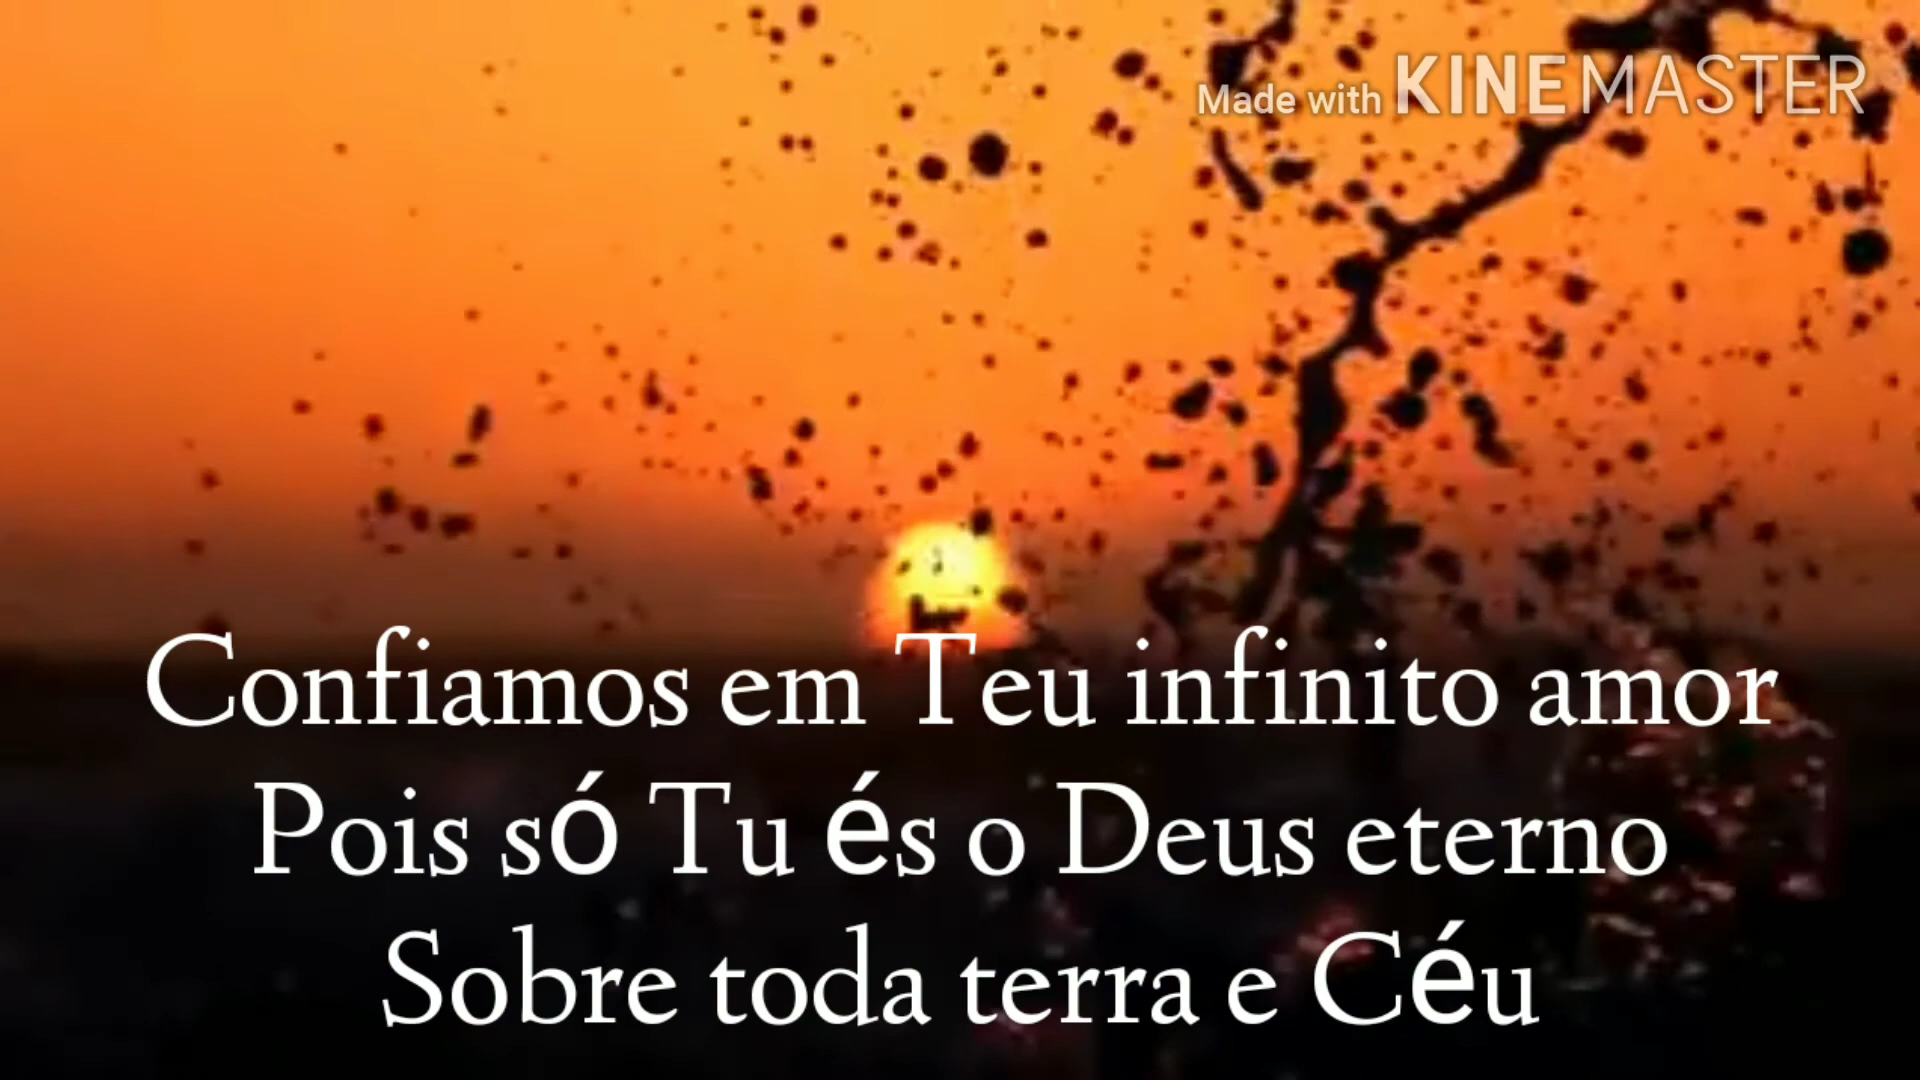 Made with KINEMASTER
Confiamos em Teu infinito amor
Pois só Tu és o Deus eterno
Sobre toda terra e Céu